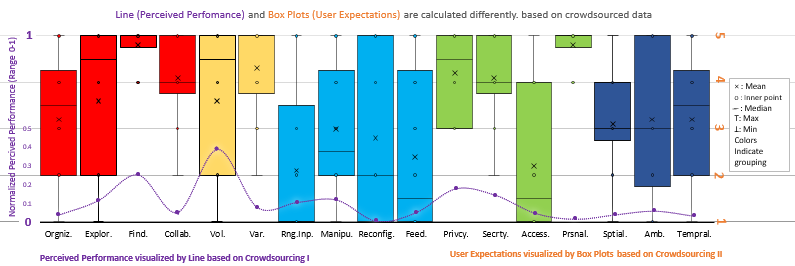 Line (Perceived Perfomance) and Box Plots (User Expectations) are calculated differently. based on crowdsourced data
Normalized Percived Performance (Range 0-1)
1
0.5
0.4
0.3
0.2
0.1
0
5
4
3
2
1
× : Mean
o : Inner point
— : Median
T: Max
⊥: Min
Colors
Indicate
grouping
Orgniz. Explor. Find. Collab. Vol. Var. Rng.Inp. Manipu. Reconfig. Feed. Privcy. Secrty. Access. Prsnal. Sptial. Amb. Tempral.
Perceived Performance visualized by Line based on Crowdsourcing I
User Expectations visualized by Box Plots based on Crowdsourcing II